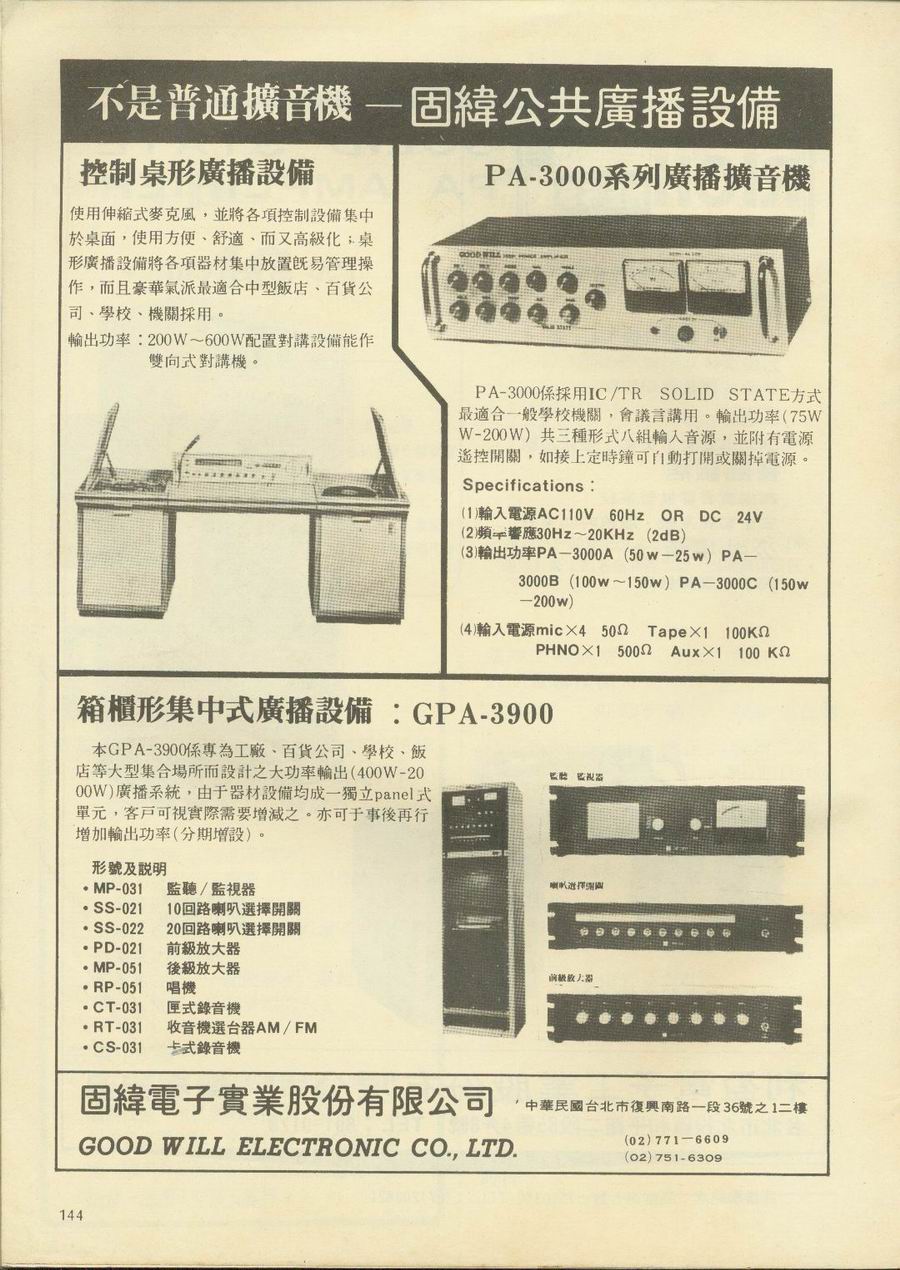 不是普通擴音機 — 固緯公共廣播設備
控制桌形廣播設備
使用伸縮式麥克風，並將各項控制設備集中
於桌面，使用方便、舒適、而又高級化；桌
形廣播設備將各項器材集中放置既易管理操
作，而且豪華氣派最適合中型飯店、百貨公
司、學校、機關採用。
輸出功率：200W～600W配置對講設備能作
雙向式對講機。
PA-3000系列廣播擴音機
GOOD WILL
POWER AMPLIFIER
SOLID STATE
PA-3000係採用IC/TR SOLID STATE方式
最適合一般學校機關，會議言講用。輸出功率(75W
W-200W) 共三種形式八組輸入音源，並附有電源
遙控開關，如接上定時鐘可自動打開或關掉電源。
Specifications：
(1)輸入電源AC110V 60Hz OR DC 24V
(2)頻率響應30Hz～20KHz (2dB)
(3)輸出功率PA－3000A (50w－25w) PA－
3000B (100w～150w) PA－3000C (150w
－200w)
(4)輸入電源mic×4 50Ω Tape×1 100KΩ
PHNO×1 500Ω Aux×1 100 KΩ
箱櫃形集中式廣播設備：GPA-3900
本GPA-3900係專為工廠、百貨公司、學校、飯
店等大型集合場所而設計之大功率輸出(400W-20
00W)廣播系統，由于器材設備均成一獨立panel式
單元，客戶可視實際需要增減之。亦可于事後再行
增加輸出功率(分期增設)。
形號及說明
•MP-031 監聽/監視器
•SS-021 10回路喇叭選擇開關
•SS-022 20回路喇叭選擇開關
•PD-021 前級放大器
•MP-051 後級放大器
•RP-051 唱機
•CT-031 匣式錄音機
•RT-031 收音機選台器AM/FM
•CS-031 卡式錄音機
監聽 監視器
喇叭選擇開關
前級放大器
固緯電子實業股份有限公司
中華民國台北市復興南路一段36號之1二樓
GOOD WILL ELECTRONIC CO., LTD.
(02)771－6609
(02)751-6309
144